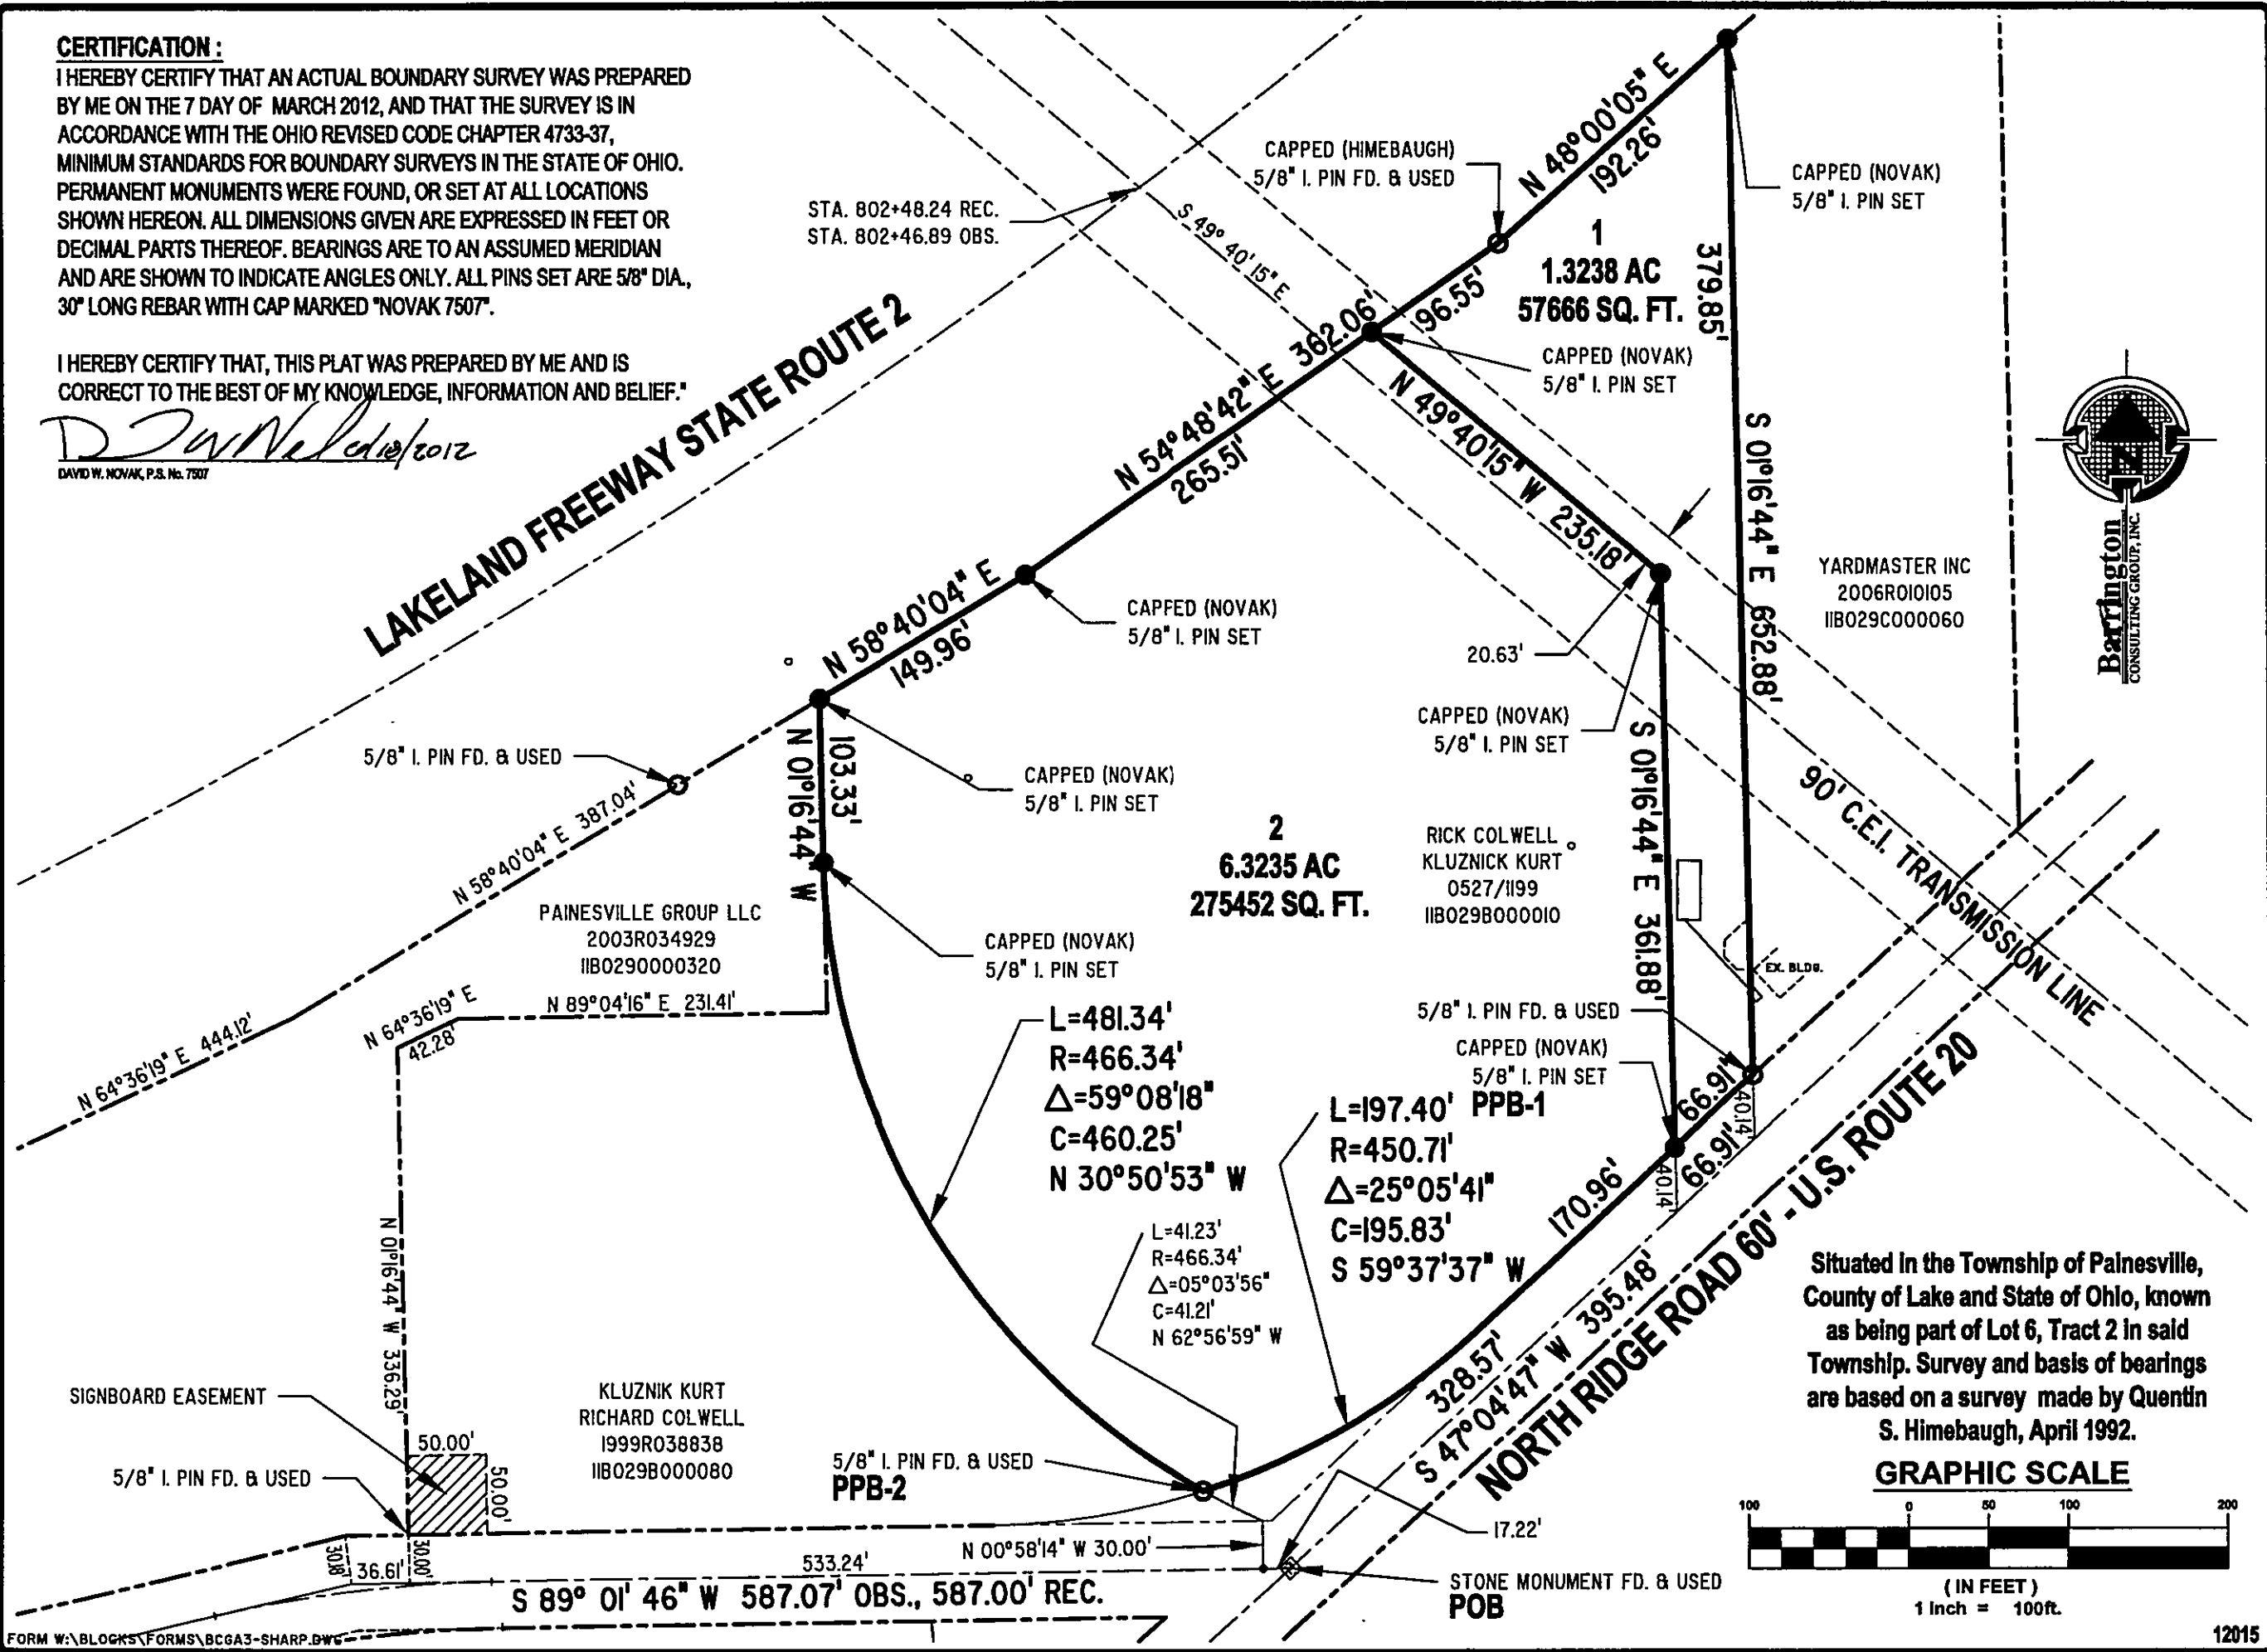 CERTIFICATION :
I HEREBY CERTIFY THAT AN ACTUAL BOUNDARY SURVEY WAS PREPARED
BY ME ON THE 7 DAY OF MARCH 2012, AND THAT THE SURVEY IS IN
ACCORDANCE WITH THE OHIO REVISED CODE CHAPTER 4733-37,
MINIMUM STANDARDS FOR BOUNDARY SURVEYS IN THE STATE OF OHIO.
PERMANENT MONUMENTS WERE FOUND, OR SET AT ALL LOCATIONS
SHOWN HEREON. ALL DIMENSIONS GIVEN ARE EXPRESSED IN FEET OR
DECIMAL PARTS THEREOF. BEARINGS ARE TO AN ASSUMED MERIDIAN
AND ARE SHOWN TO INDICATE ANGLES ONLY. ALL PINS SET ARE 5/8" DIA.,
30" LONG REBAR WITH CAP MARKED "NOVAK 7507".
I HEREBY CERTIFY THAT, THIS PLAT WAS PREPARED BY ME AND IS
CORRECT TO THE BEST OF MY KNOWLEDGE, INFORMATION AND BELIEF."
DAVID W. NOVAK, P.S. No. 7507
STA. 802+48.24 REC.
STA. 802+46.89 OBS.
CAPPED (HIMEBAUGH)
5/8" I. PIN FD. & USED
N 48°00'05" E
192.26'
CAPPED (NOVAK)
5/8" I. PIN SET
S 49° 40' 15" E
1
1.3238 AC
57666 SQ. FT.
379.85'
96.55'
362.06'
CAPPED (NOVAK)
5/8" I. PIN SET
LAKELAND FREEWAY STATE ROUTE 2
N 54°48'42" E
265.51'
N 49°40'15" W 235.18'
S 01°16'44" E 652.88'
N
Barrington
CONSULTING GROUP, INC.
YARDMASTER INC
2006R010105
11B029C000060
N 58°40'04" E
149.96'
CAPPED (NOVAK)
5/8" I. PIN SET
20.63'
CAPPED (NOVAK)
5/8" I. PIN SET
5/8" I. PIN FD. & USED
103.33'
N 01°16'44" W
CAPPED (NOVAK)
5/8" I. PIN SET
S 01°16'44" E 361.88'
N 58°40'04" E 387.04'
2
6.3235 AC
275452 SQ. FT.
RICK COLWELL
KLUZNICK KURT
0527/1199
11B029B000010
90' C.E.I. TRANSMISSION LINE
PAINESVILLE GROUP LLC
2003R034929
11B0290000320
CAPPED (NOVAK)
5/8" I. PIN SET
EX. BLDG.
N 64°36'19" E 444.12'
N 64°36'19" E
42.28'
N 89°04'16" E 231.41'
L=481.34'
R=466.34'
△=59°08'18"
C=460.25'
N 30°50'53" W
5/8" I. PIN FD. & USED
CAPPED (NOVAK)
5/8" I. PIN SET
PPB-1
L=197.40'
R=450.71'
△=25°05'41"
C=195.83'
S 59°37'37" W
66.91'
40.14'
66.91'
40.14'
170.96'
L=41.23'
R=466.34'
△=05°03'56"
C=41.21'
N 62°56'59" W
N 01°16'44" W 336.29'
328.57'
S 47°04'47" W 395.48'
NORTH RIDGE ROAD 60' - U.S. ROUTE 20
Situated in the Township of Painesville,
County of Lake and State of Ohio, known
as being part of Lot 6, Tract 2 in said
Township. Survey and basis of bearings
are based on a survey made by Quentin
S. Himebaugh, April 1992.
GRAPHIC SCALE
100 0 50 100 200
( IN FEET )
1 Inch = 100ft.
SIGNBOARD EASEMENT
50.00'
50.00'
5/8" I. PIN FD. & USED
KLUZNIK KURT
RICHARD COLWELL
1999R038838
11B029B000080
5/8" I. PIN FD. & USED
PPB-2
17.22'
30.18'
36.61'
30.00'
533.24'
N 00°58'14" W 30.00'
S 89° 01' 46" W 587.07' OBS., 587.00' REC.
STONE MONUMENT FD. & USED
POB
FORM W:\BLOCKS\FORMS\BCGA3-SHARP.DWG
12015